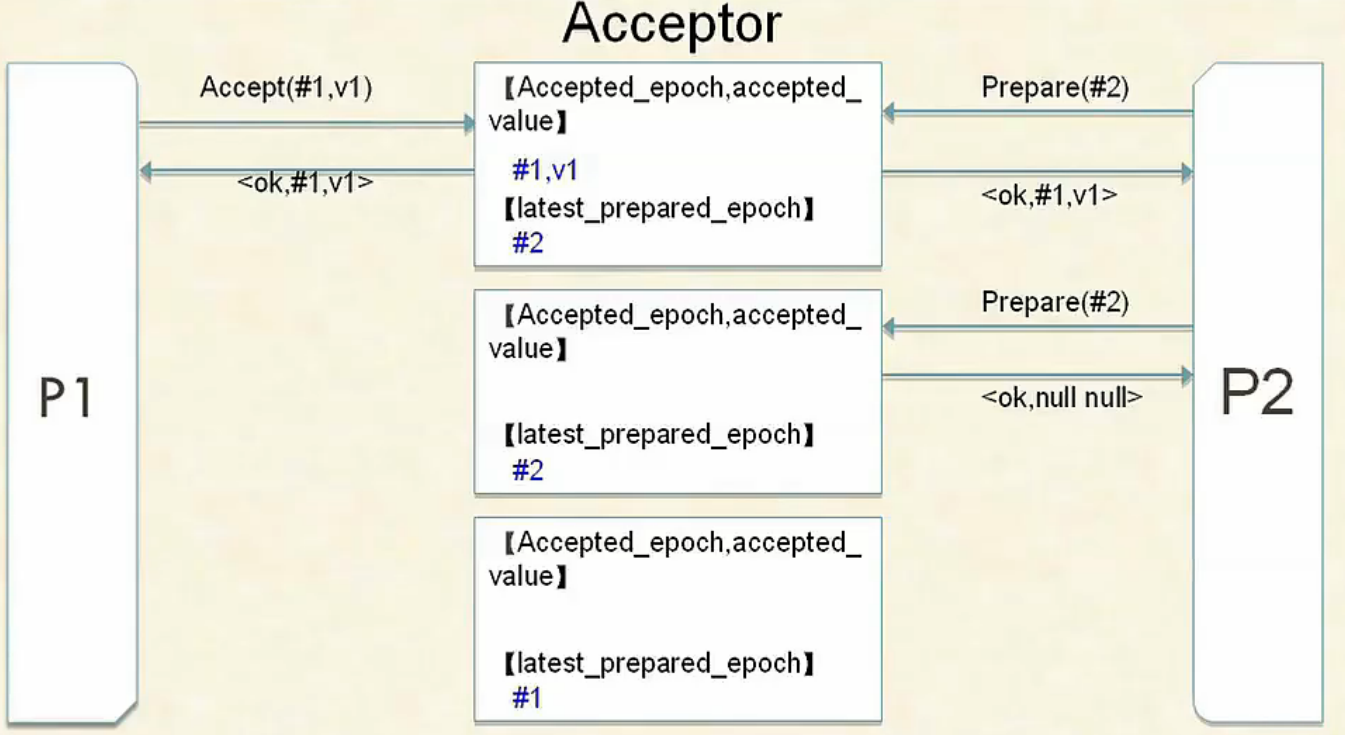 Acceptor
Accept(#1,v1)
<ok,#1,v1>
P1
【Accepted_epoch,accepted_
value】
#1,v1
【latest_prepared_epoch】
#2
【Accepted_epoch,accepted_
value】
【latest_prepared_epoch】
#2
【Accepted_epoch,accepted_
value】
【latest_prepared_epoch】
#1
Prepare(#2)
<ok,#1,v1>
Prepare(#2)
<ok,null null>
P2